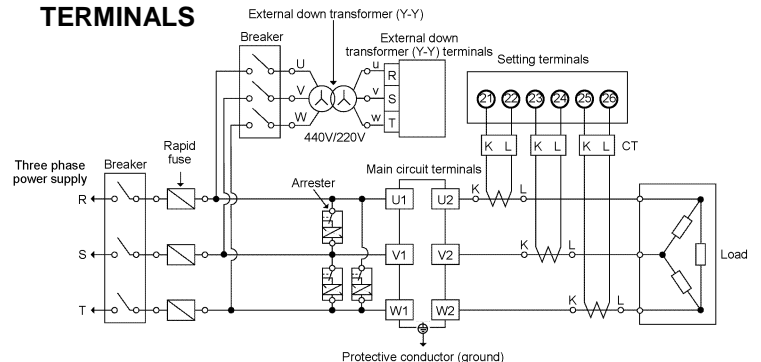 TERMINALS
External down transformer (Y-Y)
Breaker
External down
transformer (Y-Y) terminals
U
u
R
V
v
S
W
w
T
440V/220V
Setting terminals
21 22 23 24 25 26
K L K L K L CT
Rapid
fuse
Three phase
power supply
Breaker
Arrester
Main circuit terminals
R
U1 U2
K L
S
V1 V2
K L
Load
T
W1 W2
K L
Protective conductor (ground)